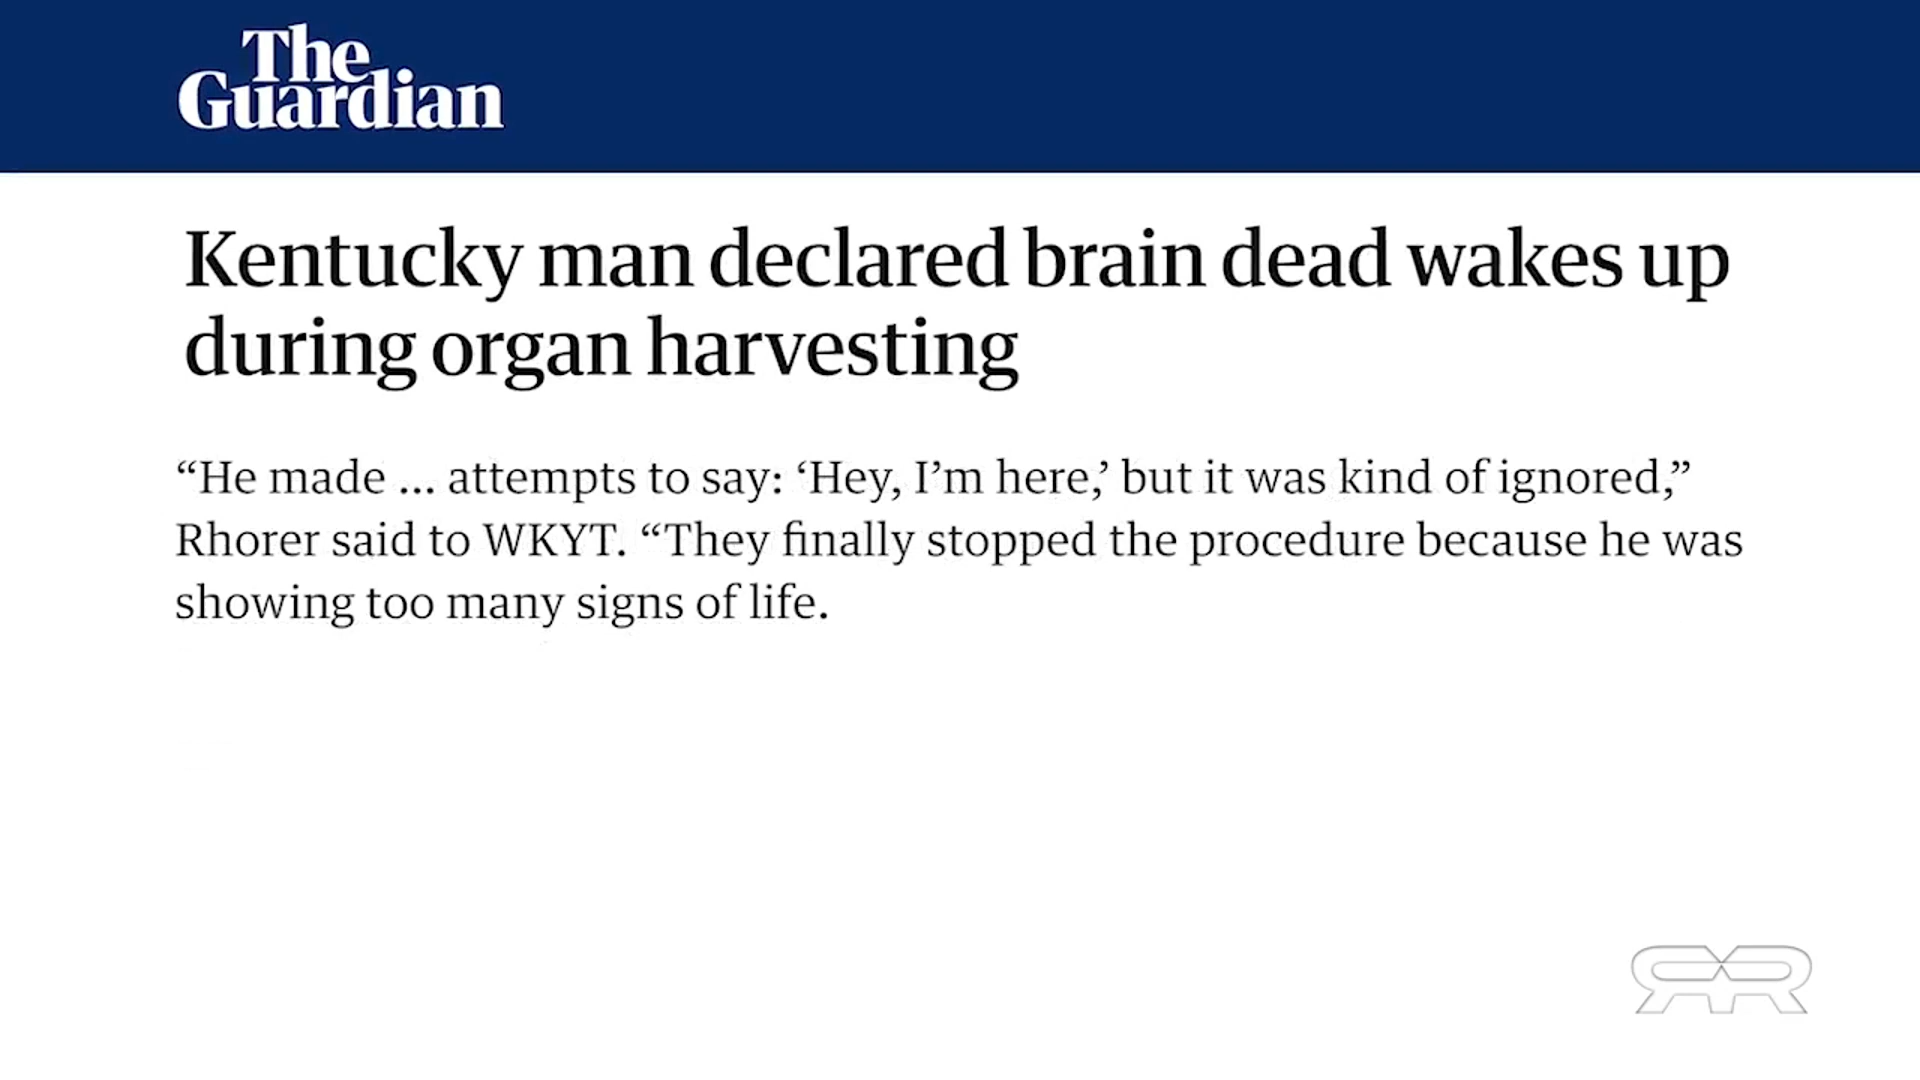 The
Guardian
Kentucky man declared brain dead wakes up
during organ harvesting
“He made ... attempts to say: ‘Hey, I’m here,’ but it was kind of ignored,”
Rhorer said to WKYT. “They finally stopped the procedure because he was
showing too many signs of life.
RR